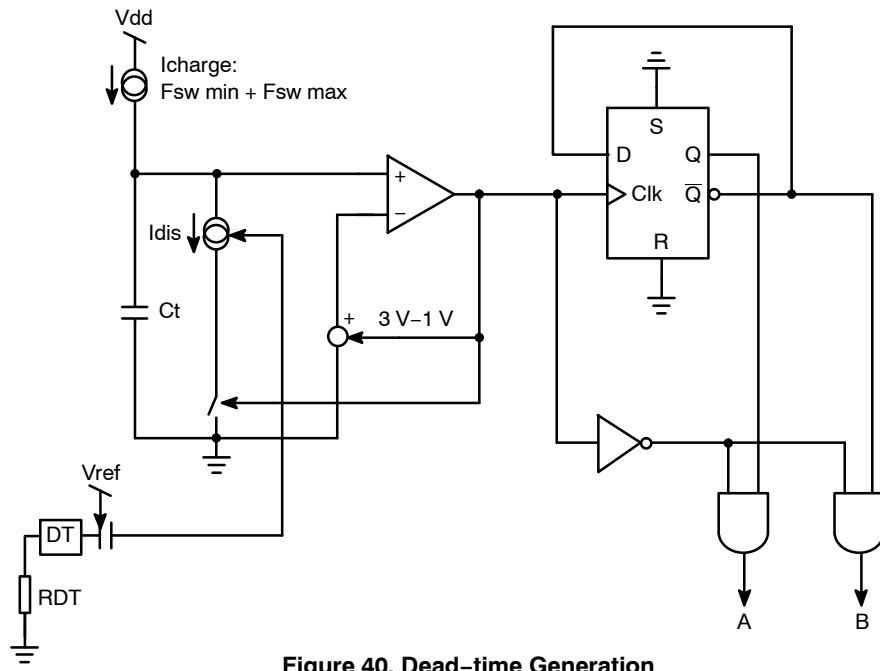 Vdd
Icharge:
Fsw min + Fsw max
S
D
Q
+
Clk
Q̅
−
Idis
R
Ct
+
3 V−1 V
Vref
DT
RDT
A
B
Figure 40. Dead−time Generation